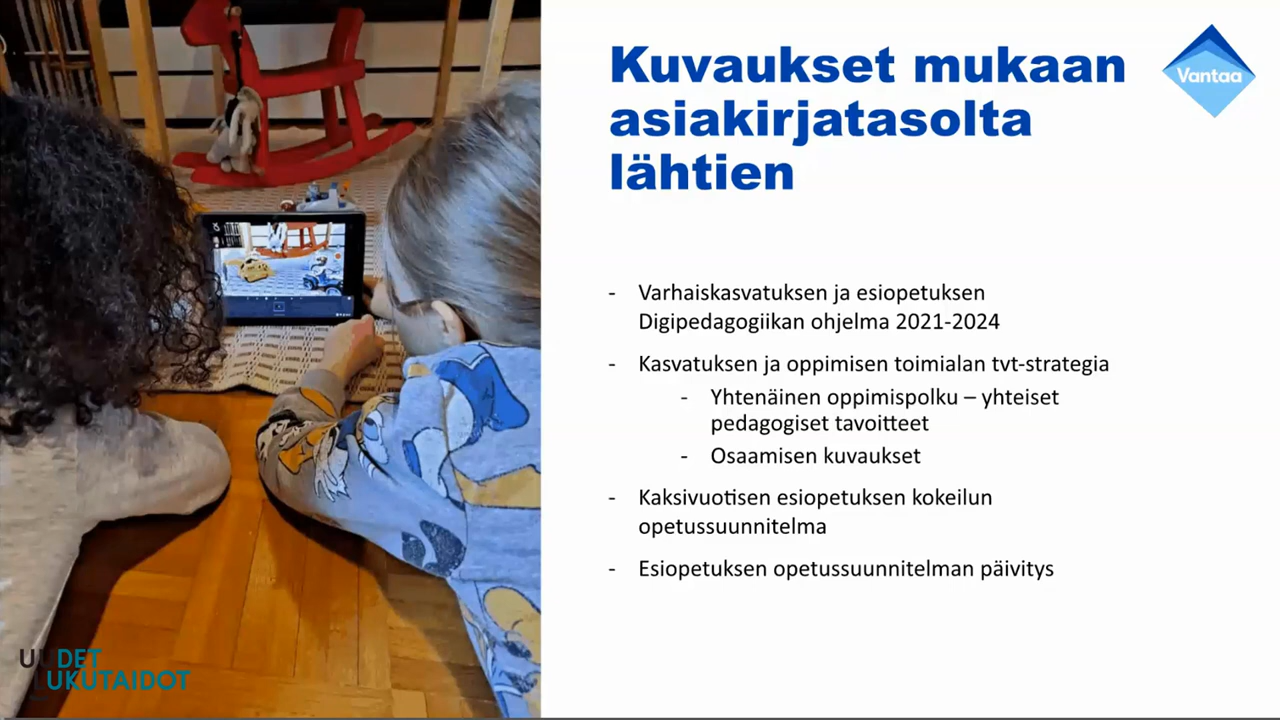 Kuvaukset mukaan
asiakirjatasolta
lähtien
Vantaa
- Varhaiskasvatuksen ja esiopetuksen
Digipedagogiikan ohjelma 2021-2024
- Kasvatuksen ja oppimisen toimialan tvt-strategia
- Yhtenäinen oppimispolku – yhteiset
pedagogiset tavoitteet
- Osaamisen kuvaukset
- Kaksivuotisen esiopetuksen kokeilun
opetussuunnitelma
- Esiopetuksen opetussuunnitelman päivitys
UUDET
LUKUTAIDOT